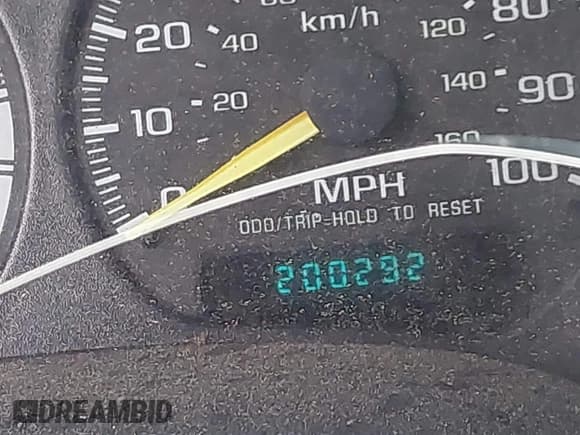 km/h 80
20 40 120
20 140 90
10 160
0 MPH 100
ODO/TRIP-HOLD TO RESET
200292
DREAMBID